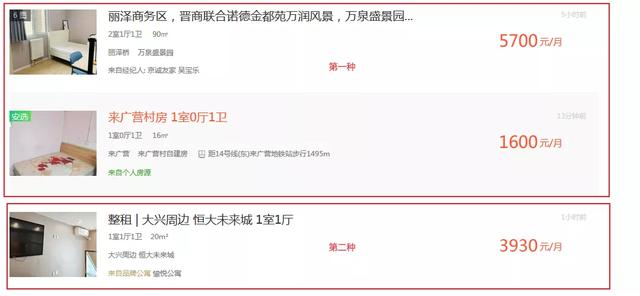 6图
丽泽商务区，晋商联合诺德金都苑万润风景，万泉盛景园...
5小时前
2室1厅1卫 90㎡
5700元/月
丽泽桥 万泉盛景园
来自经纪人: 京诚友家 吴宝乐
第一种
安选
来广营村房 1室0厅1卫
13分钟前
1室0厅1卫 16㎡
1600元/月
来广营 来广营村自建房 距14号线(东)来广营地铁站步行1495m
来自个人房源
整租 | 大兴周边 恒大未来城 1室1厅
1小时前
1室1厅1卫 20m²
3930元/月
大兴周边 恒大未来城
第二种
来自品牌公寓 愉悦公寓